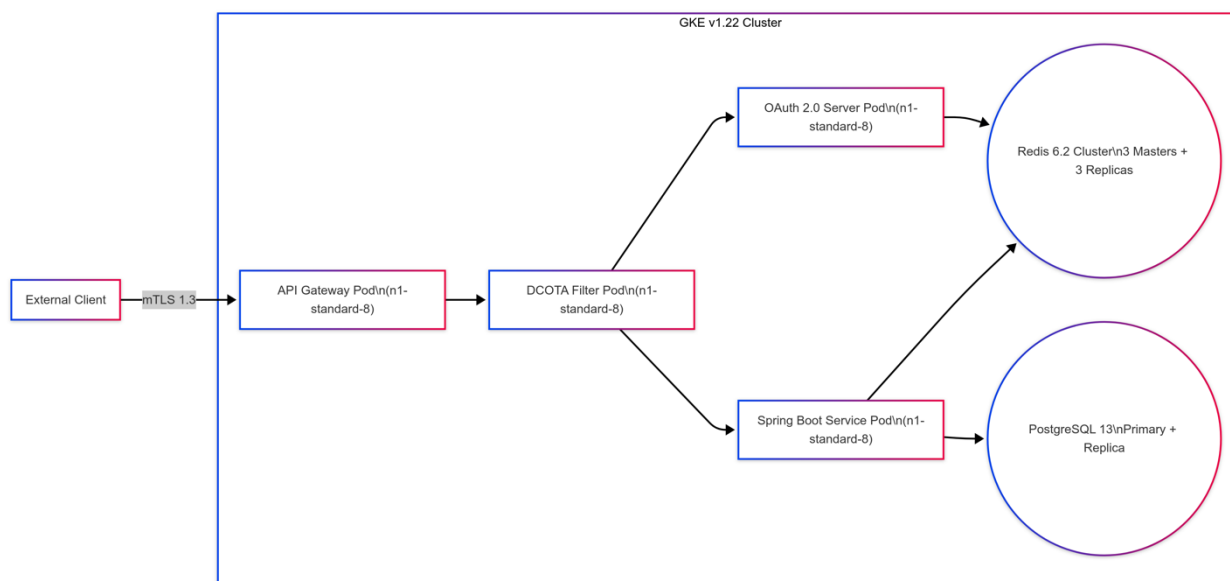 GKE v1.22 Cluster
OAuth 2.0 Server Pod\n(n1-
standard-8)
Redis 6.2 Cluster\n3 Masters +
3 Replicas
External Client
mTLS 1.3
API Gateway Pod\n(n1-
standard-8)
DCOTA Filter Pod\n(n1-
standard-8)
Spring Boot Service Pod\n(n1-
standard-8)
PostgreSQL 13\nPrimary +
Replica